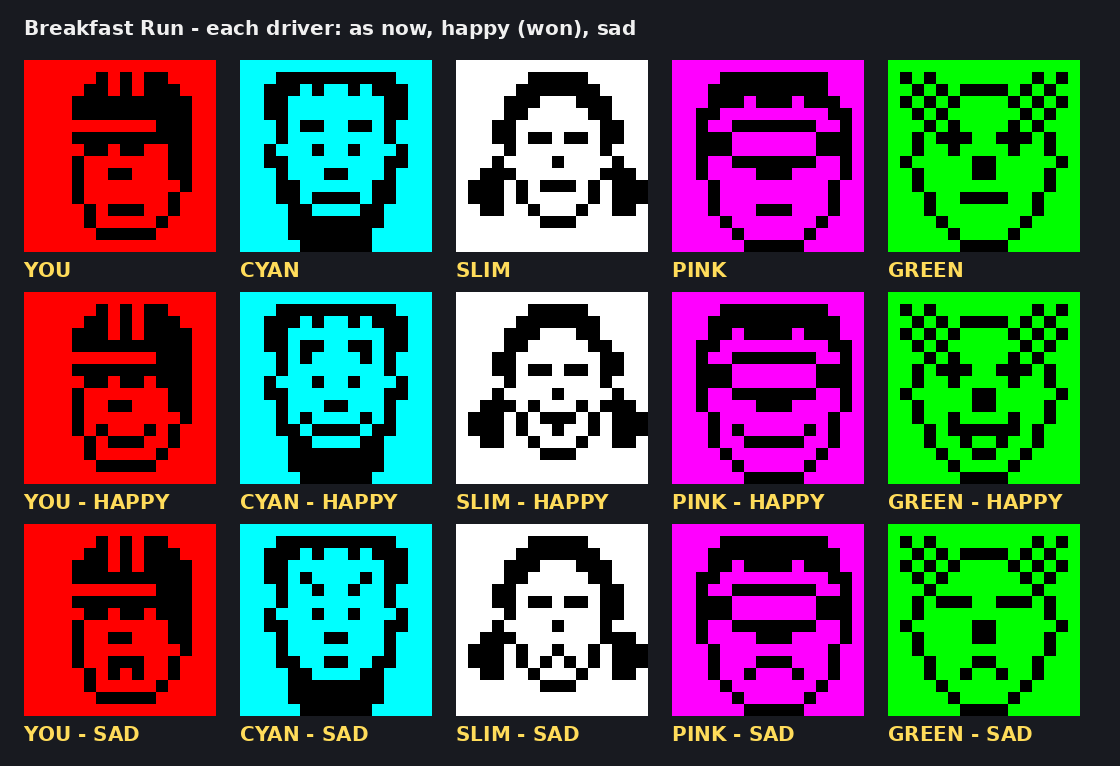 Breakfast Run - each driver: as now, happy (won), sad
YOU CYAN SLIM PINK GREEN
YOU - HAPPY CYAN - HAPPY SLIM - HAPPY PINK - HAPPY GREEN - HAPPY
YOU - SAD CYAN - SAD SLIM - SAD PINK - SAD GREEN - SAD